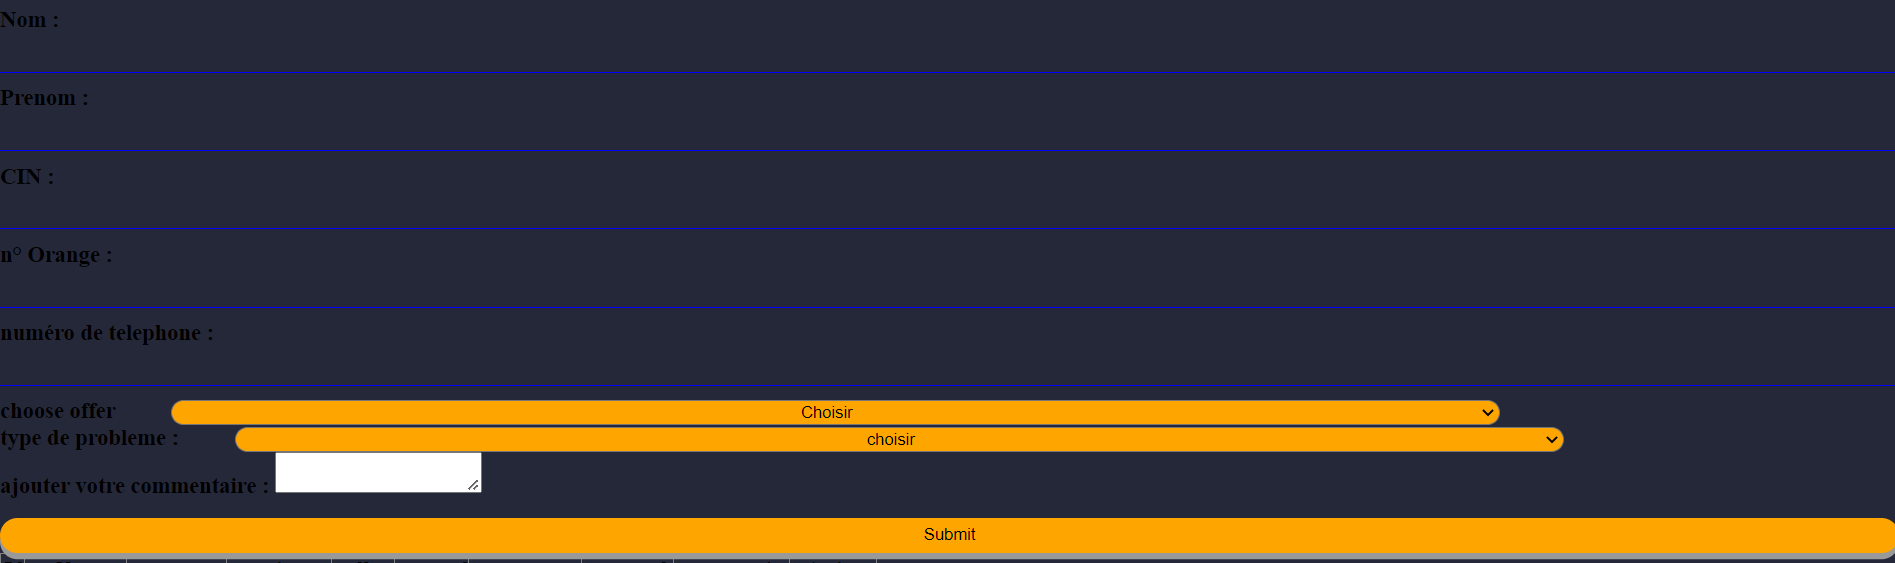 Nom :
Prenom :
CIN :
n° Orange :
numéro de telephone :
choose offer Choisir
type de probleme : choisir
ajouter votre commentaire :
Submit